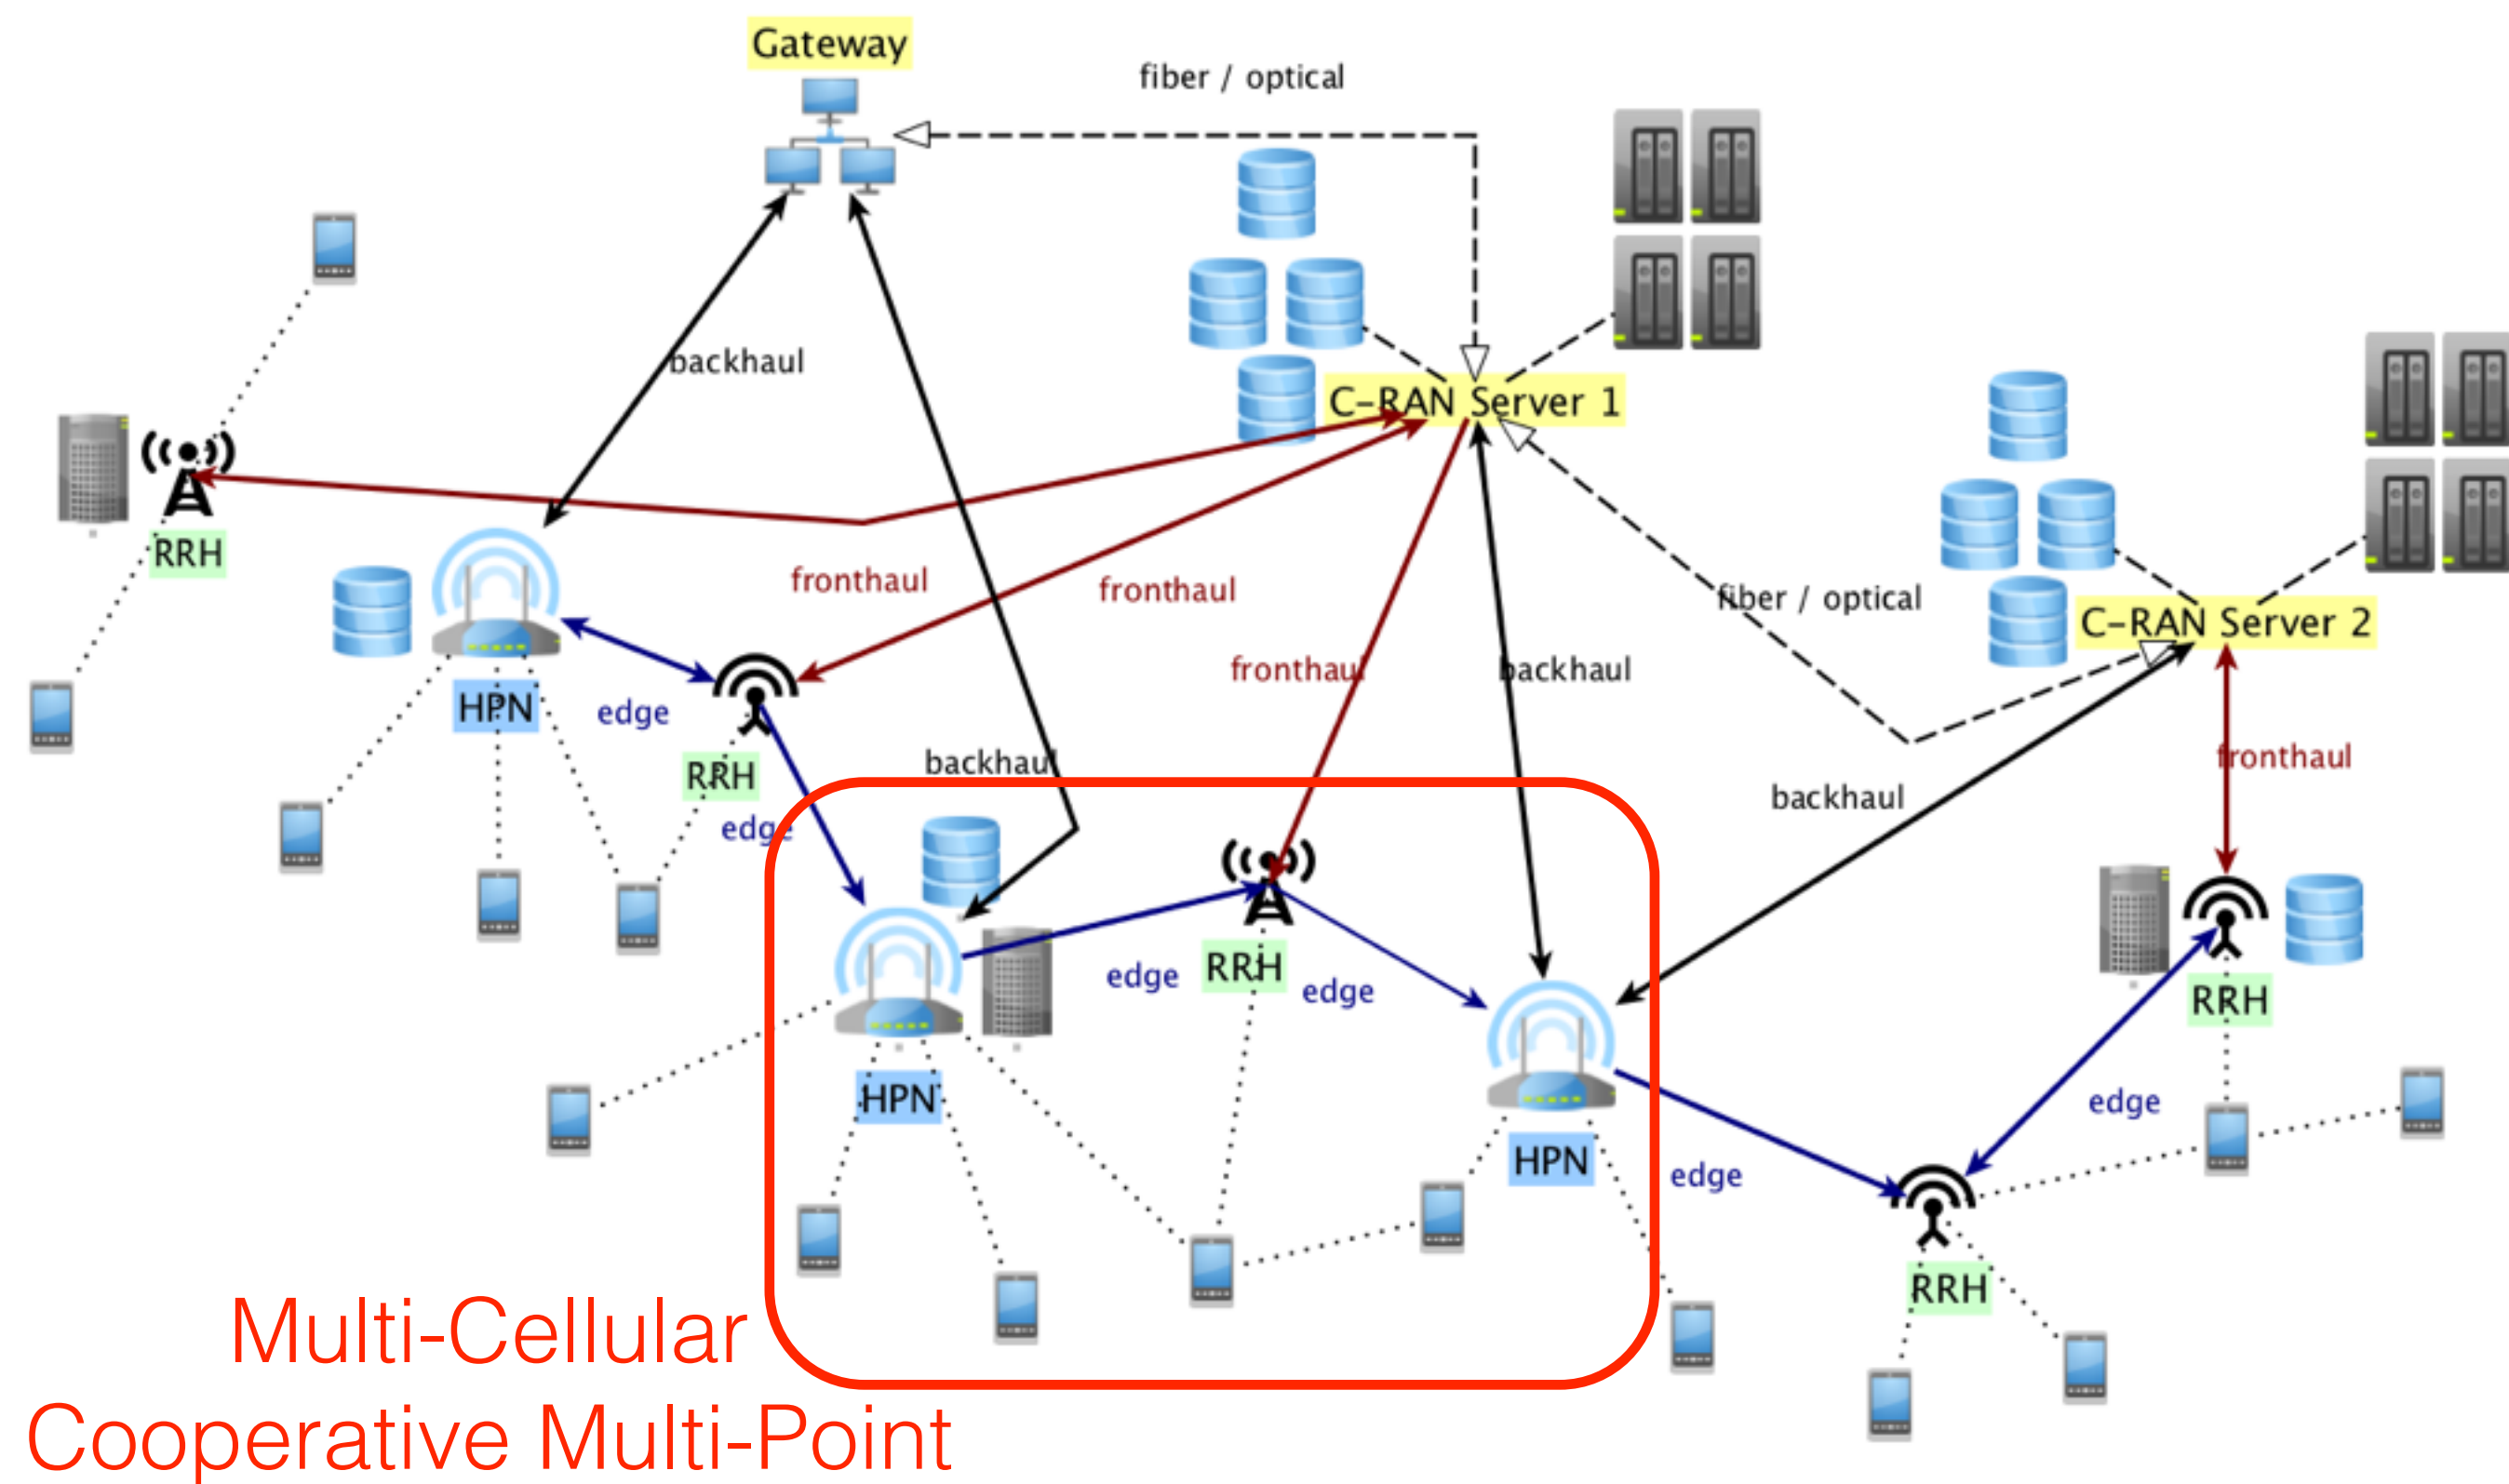 Gateway
fiber / optical
backhaul
C-RAN Server 1
RRH
fronthaul
fronthaul
fiber / optical
C-RAN Server 2
fronthaul
backhaul
HPN
edge
RRH
backhaul
fronthaul
backhaul
edge
RRH
edge
edge
RRH
HPN
edge
HPN
edge
RRH
Multi-Cellular
Cooperative Multi-Point